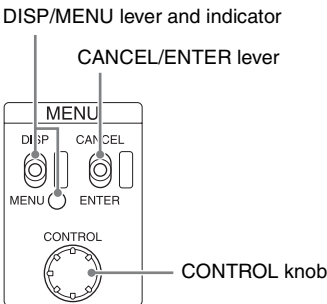 DISP/MENU lever and indicator
CANCEL/ENTER lever
MENU
DISP CANCEL
MENU ENTER
CONTROL
CONTROL knob